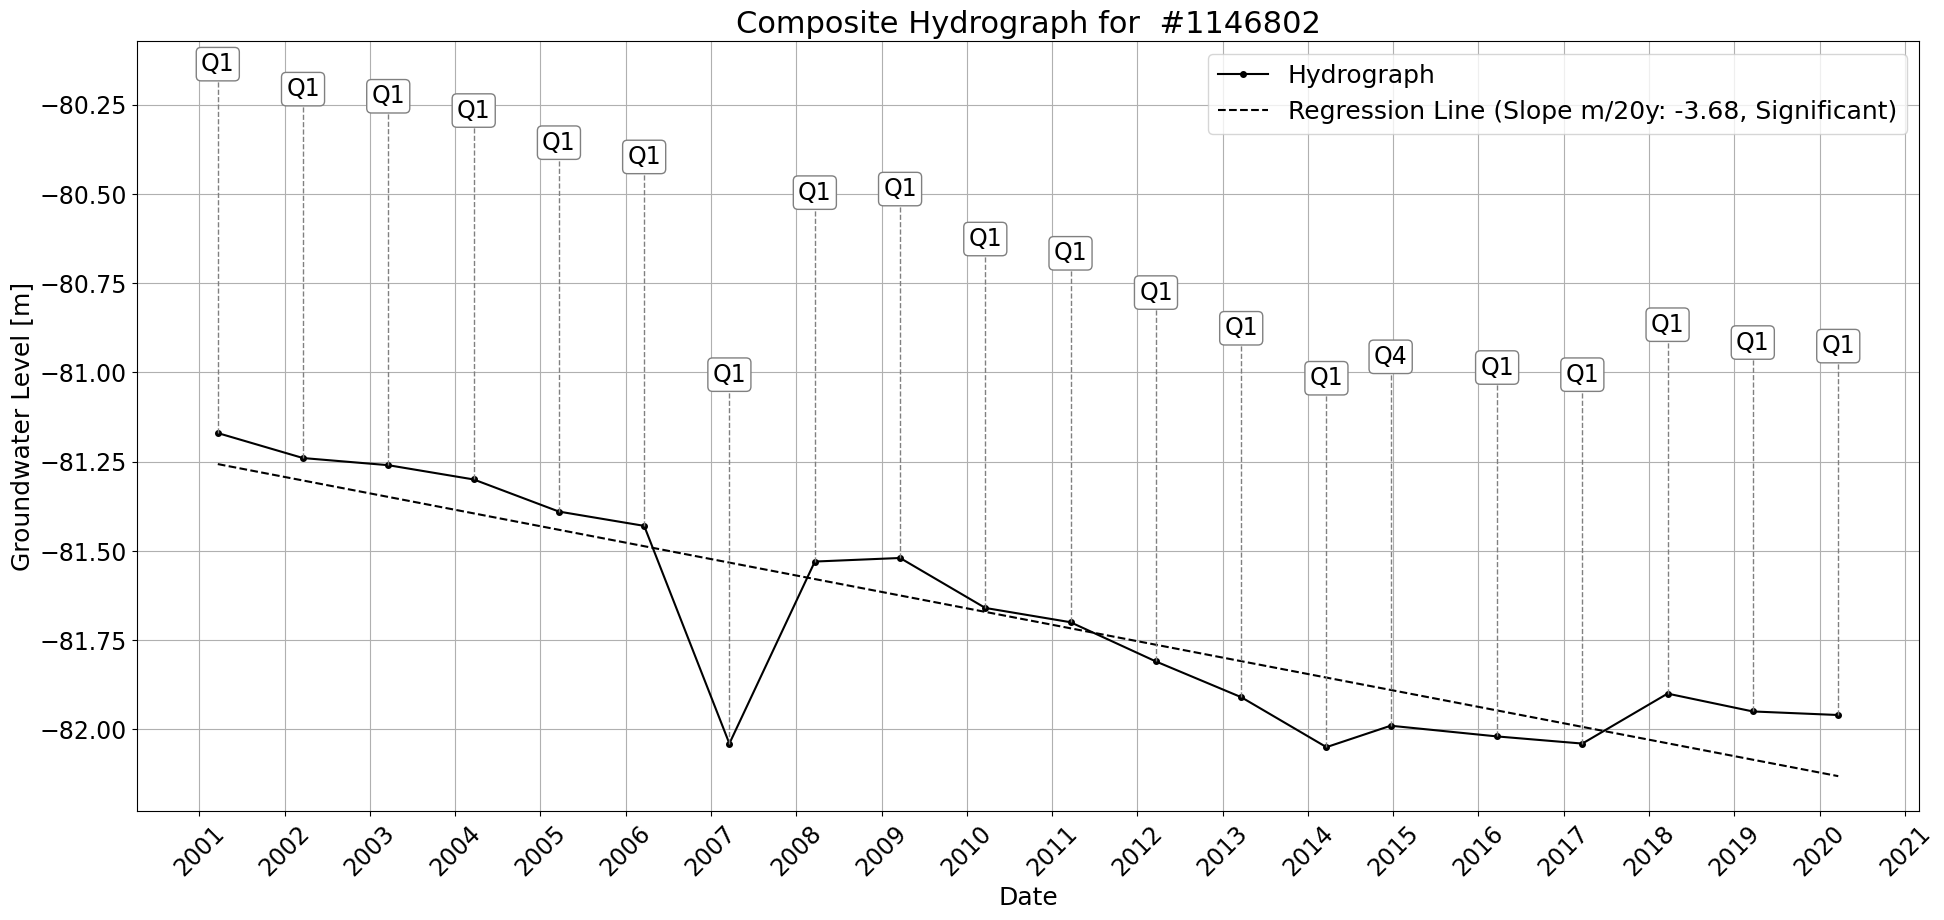 Composite Hydrograph for  #1146802
Hydrograph
Regression Line (Slope m/20y: -3.68, Significant)
Q1
Q1
Q1
Q1
Q1
Q1
Q1
Q1
Q1
Q1
Q1
Q1
Q1
Q1
Q4
Q1
Q1
Q1
Q1
Q1
Groundwater Level [m]
−80.25
−80.50
−80.75
−81.00
−81.25
−81.50
−81.75
−82.00
2001
2002
2003
2004
2005
2006
2007
2008
2009
2010
2011
2012
2013
2014
2015
2016
2017
2018
2019
2020
2021
Date